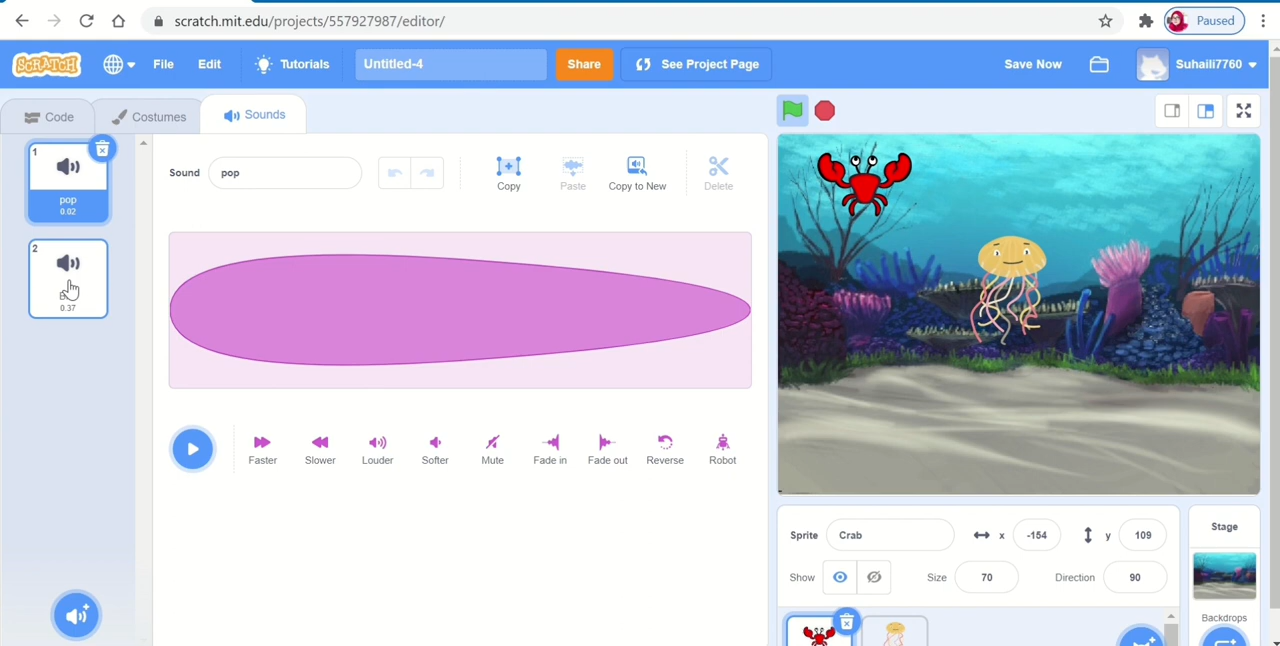 scratch.mit.edu/projects/557927987/editor/
Paused
SCRATCH
File
Edit
Tutorials
Untitled-4
Share
See Project Page
Save Now
Suhaili7760
Code
Costumes
Sounds
1
pop
0.02
2
0.37
Sound
pop
Copy
Paste
Copy to New
Delete
Faster
Slower
Louder
Softer
Mute
Fade in
Fade out
Reverse
Robot
Sprite
Crab
x
-154
y
109
Show
Size
70
Direction
90
Stage
Backdrops